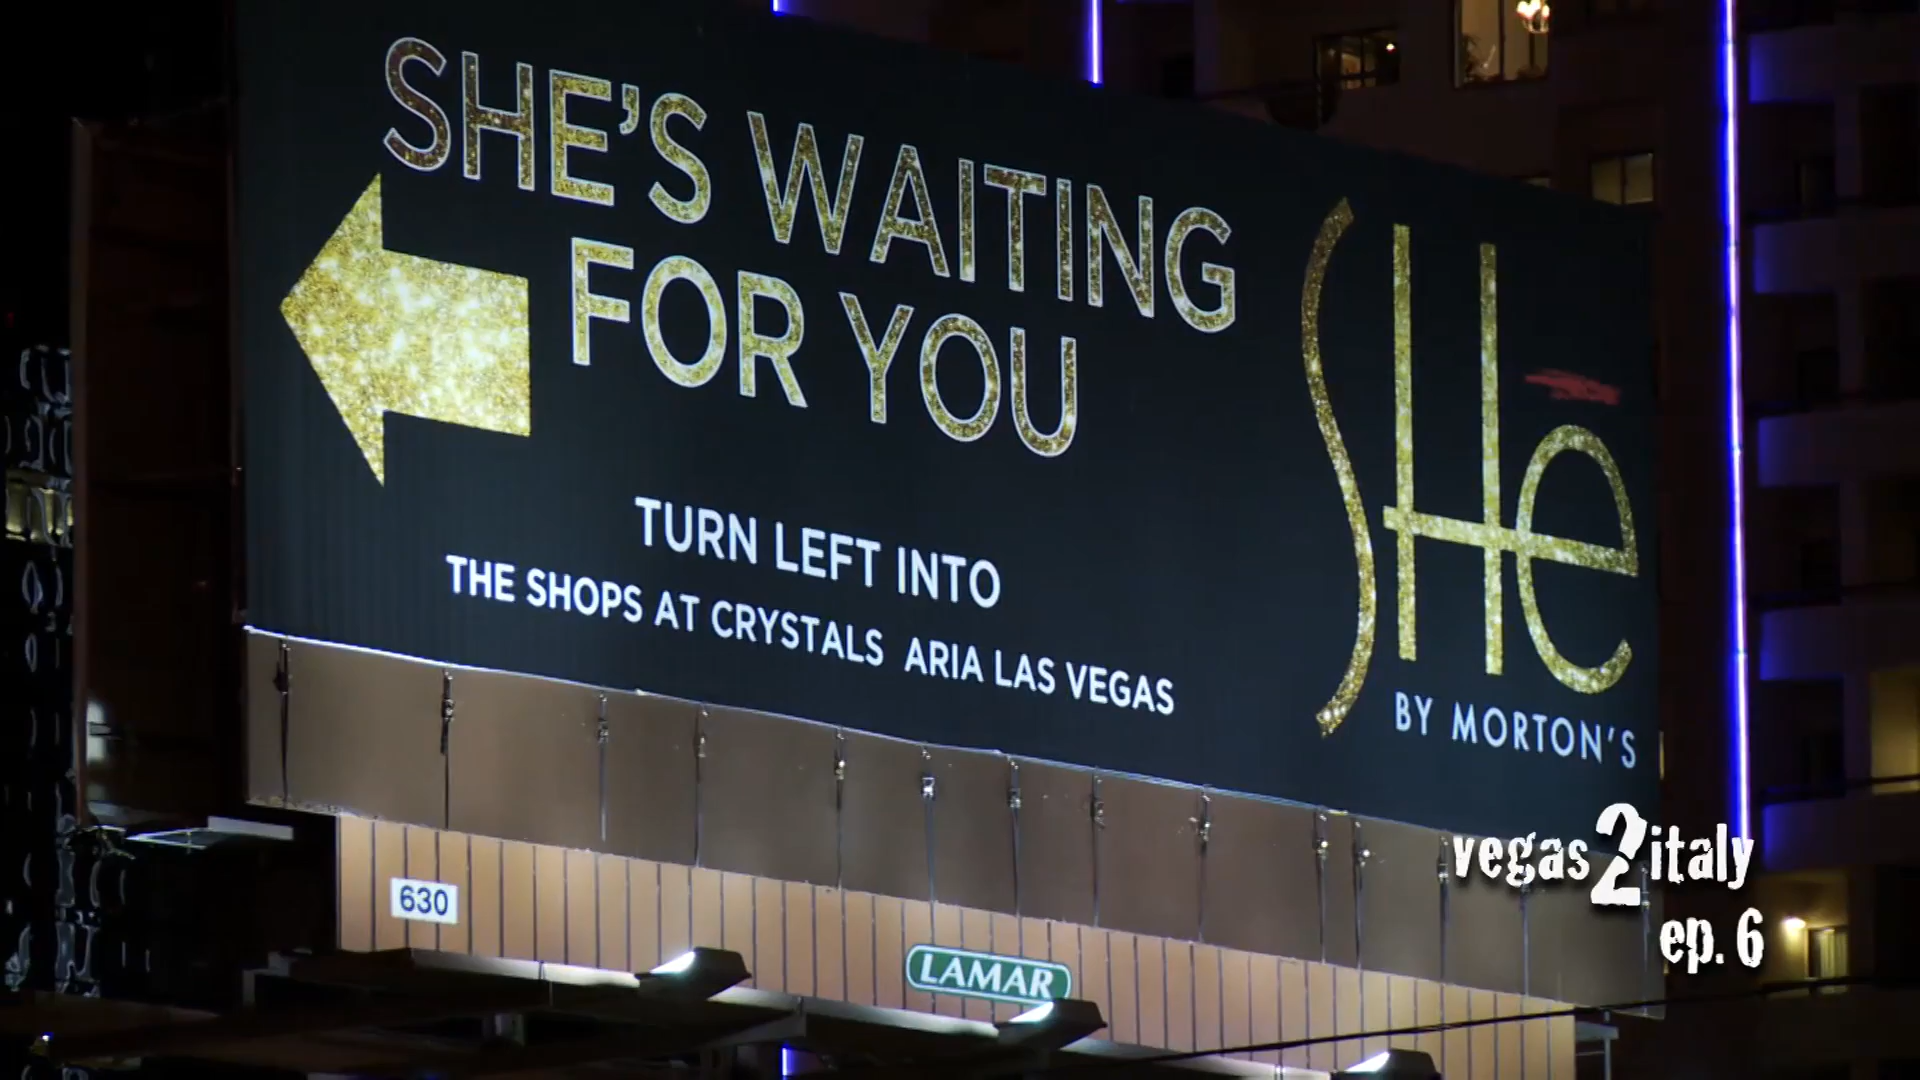 SHE'S WAITING
FOR YOU
TURN LEFT INTO
THE SHOPS AT CRYSTALS ARIA LAS VEGAS
SHe
BY MORTON'S
630
LAMAR
vegas2italy
ep. 6